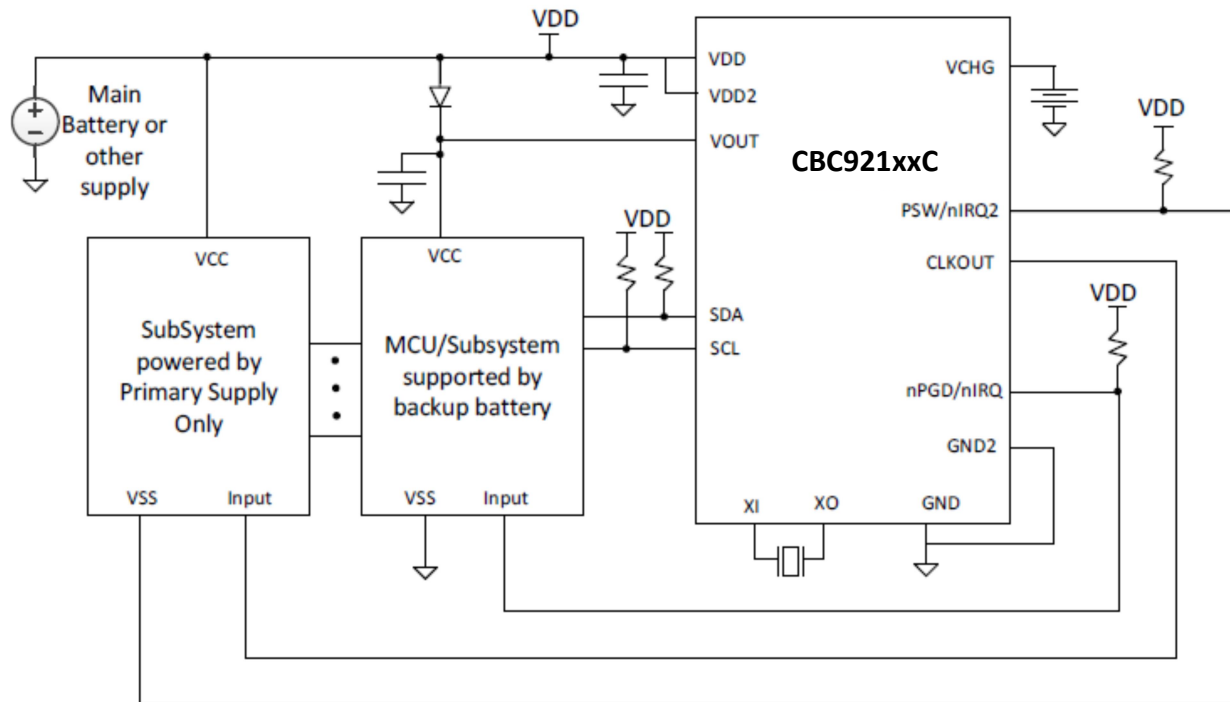 VDD
Main
Battery or
other
supply
VDD
VDD2
VOUT
VCHG
CBC921xxC
VDD
PSW/nIRQ2
CLKOUT
VDD
VCC
VCC
VDD
SDA
SCL
SubSystem
powered by
Primary Supply
Only
MCU/Subsystem
supported by
backup battery
nPGD/nIRQ
GND2
VSS
Input
VSS
Input
XI
XO
GND